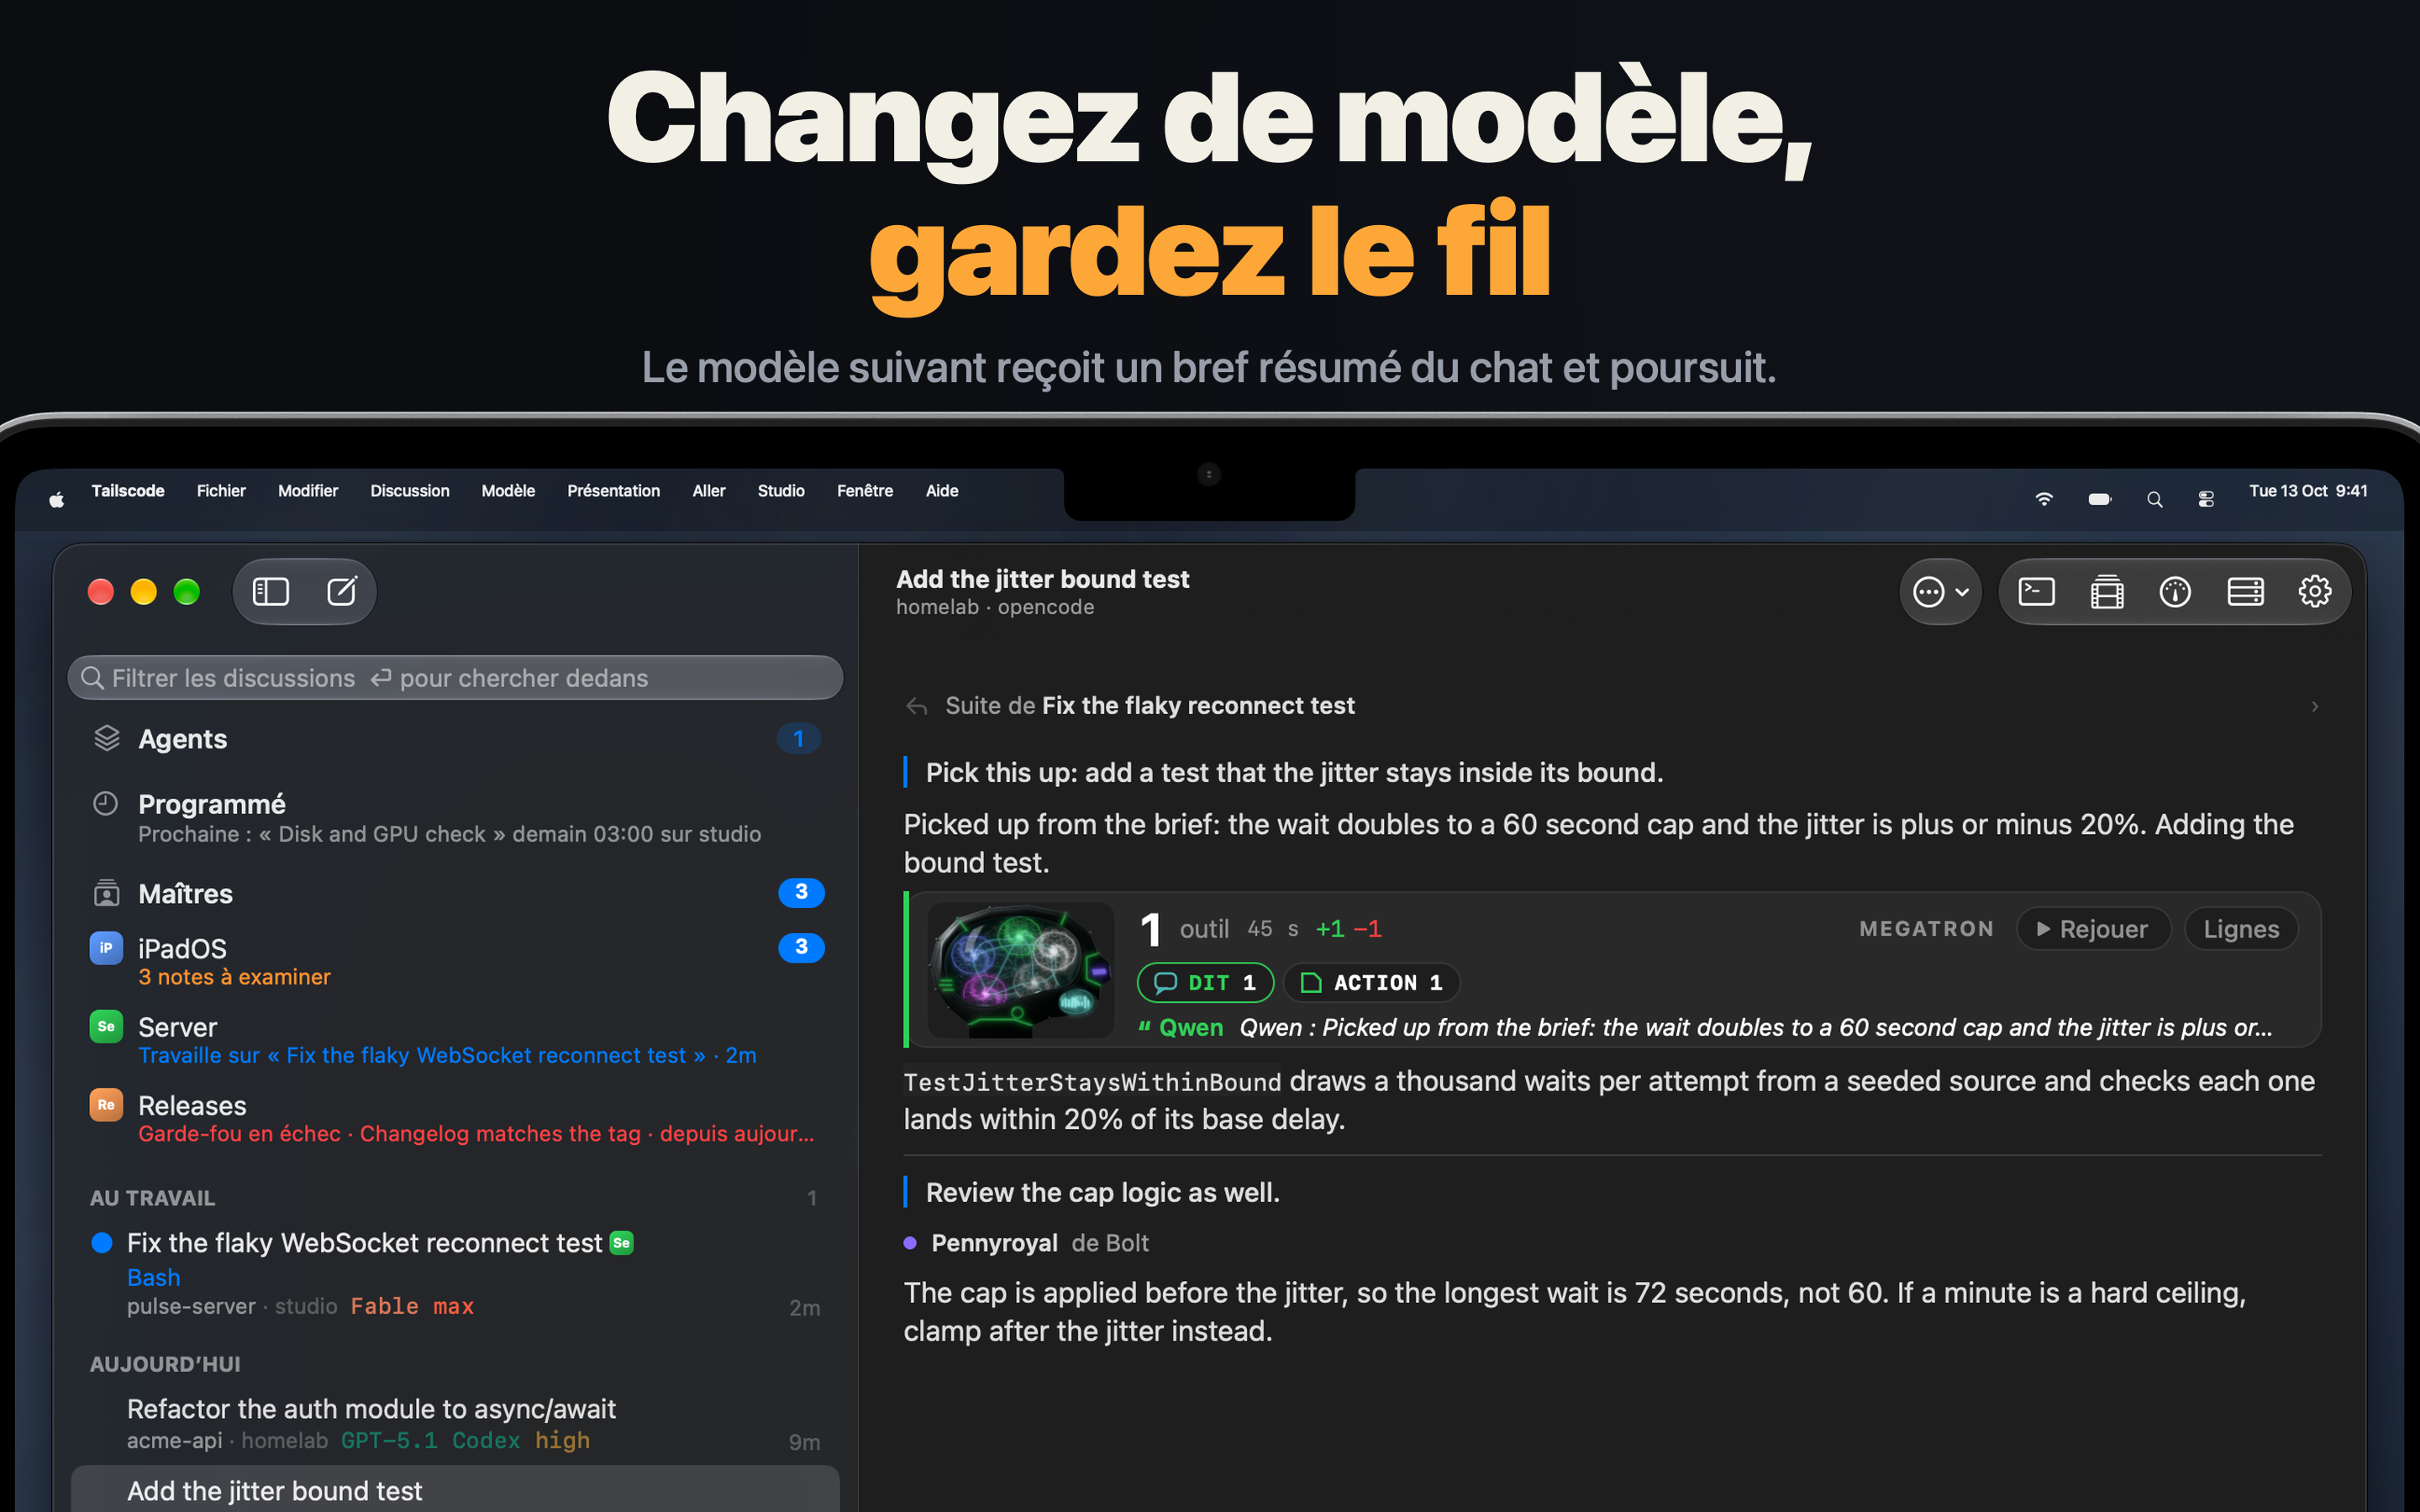 Changez de modèle,
gardez le fil
Le modèle suivant reçoit un bref résumé du chat et poursuit.
Tailscode Fichier Modifier Discussion Modèle Présentation Aller Studio Fenêtre Aide
Tue 13 Oct 9:41
Add the jitter bound test
homelab · opencode
Filtrer les discussions ↩ pour chercher dedans
Agents 1
Programmé
Prochaine : « Disk and GPU check » demain 03:00 sur studio
Maîtres 3
iP iPadOS 3
3 notes à examiner
Se Server
Travaille sur « Fix the flaky WebSocket reconnect test » · 2m
Re Releases
Garde-fou en échec · Changelog matches the tag · depuis aujour...
AU TRAVAIL 1
Fix the flaky WebSocket reconnect test Se
Bash
pulse-server · studio Fable max 2m
AUJOURD’HUI
Refactor the auth module to async/await
acme-api · homelab GPT-5.1 Codex high 9m
Add the jitter bound test
Suite de Fix the flaky reconnect test
Pick this up: add a test that the jitter stays inside its bound.
Picked up from the brief: the wait doubles to a 60 second cap and the jitter is plus or minus 20%. Adding the
bound test.
1 outil 45 s +1 −1 MEGATRON Rejouer Lignes
DIT 1 ACTION 1
" Qwen Qwen : Picked up from the brief: the wait doubles to a 60 second cap and the jitter is plus or...
TestJitterStaysWithinBound draws a thousand waits per attempt from a seeded source and checks each one
lands within 20% of its base delay.
Review the cap logic as well.
Pennyroyal de Bolt
The cap is applied before the jitter, so the longest wait is 72 seconds, not 60. If a minute is a hard ceiling,
clamp after the jitter instead.